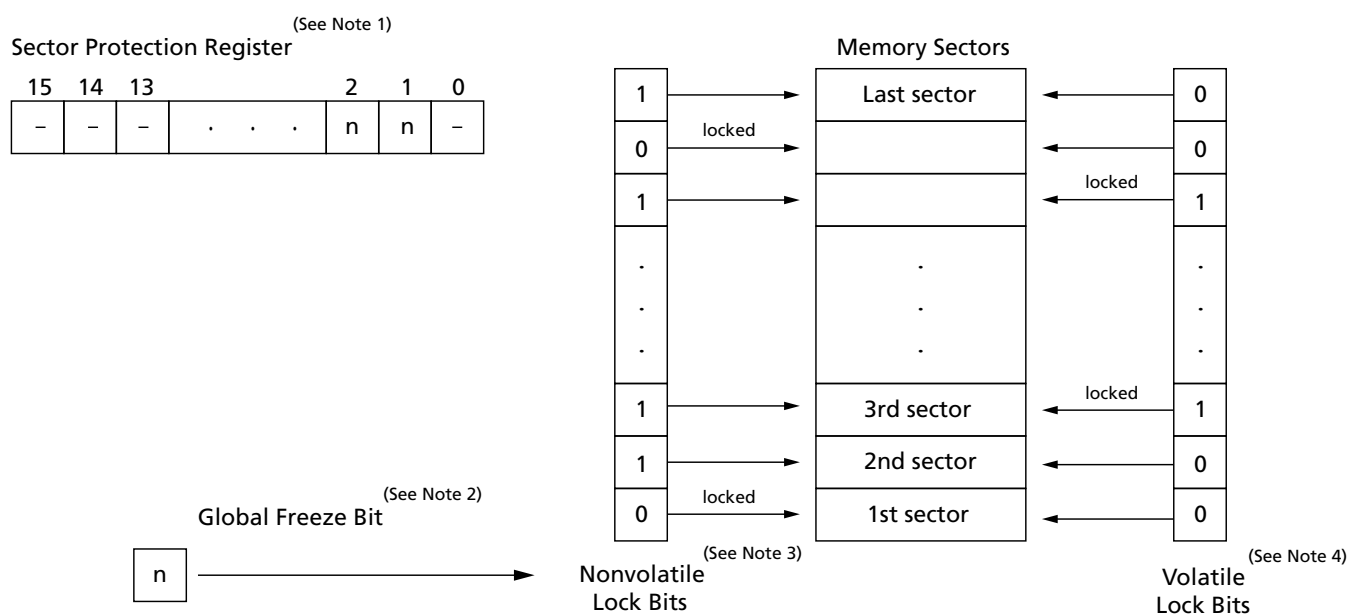 (See Note 1)
Sector Protection Register
Memory Sectors
15 14 13 2 1 0
– – – . . . n n –
1 Last sector 0
0 locked 0
1 locked 1
. . .
. . .
. . .
1 3rd sector locked 1
1 2nd sector 0
0 locked 1st sector 0
(See Note 2)
Global Freeze Bit
n
(See Note 3)
Nonvolatile
Lock Bits
(See Note 4)
Volatile
Lock Bits